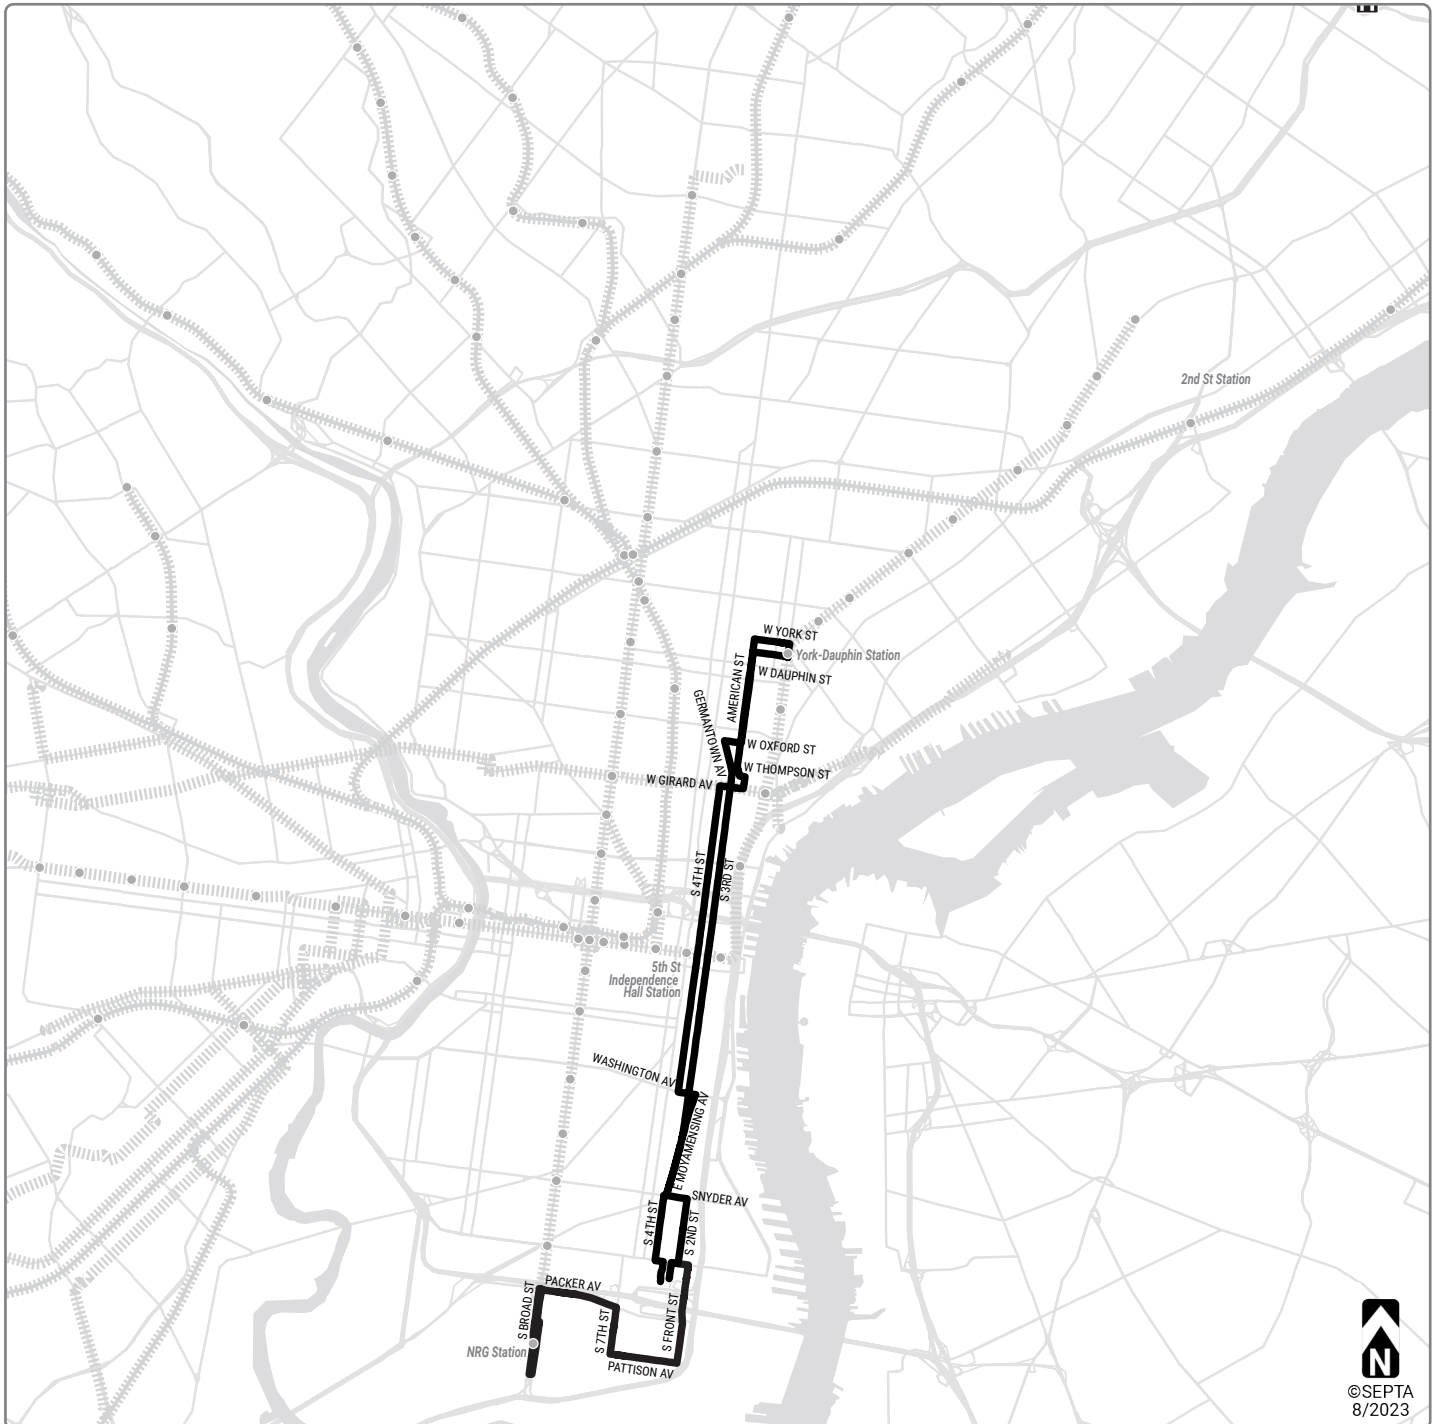 2nd St Station
W YORK ST
York-Dauphin Station
W DAUPHIN ST
AMERICAN ST
GERMANTOWN AV
W OXFORD ST
W THOMPSON ST
W GIRARD AV
S 4TH ST
S 3RD ST
5th St
Independence
Hall Station
WASHINGTON AV
E MOYAMENSING AV
SNYDER AV
S 4TH ST
S 2ND ST
PACKER AV
S BROAD ST
S 7TH ST
S FRONT ST
NRG Station
PATTISON AV
N
©SEPTA
8/2023